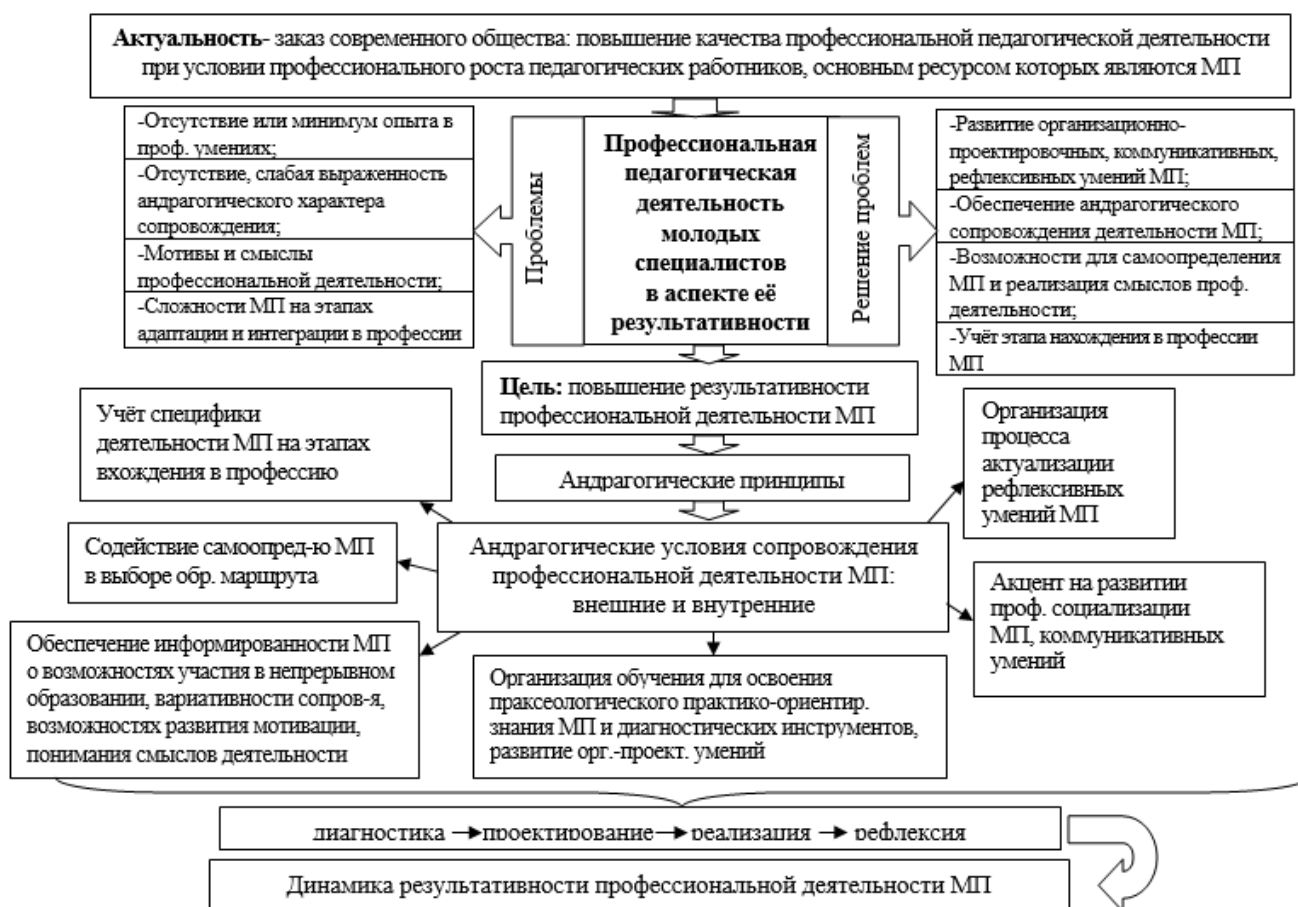 Актуальность- заказ современного общества: повышение качества профессиональной педагогической деятельности
при условии профессионального роста педагогических работников, основным ресурсом которых являются МП
-Отсутствие или минимум опыта в
проф. умениях;
-Отсутствие, слабая выраженность
андрагогического характера
сопровождения;
-Мотивы и смыслы
профессиональной деятельности;
-Сложности МП на этапах
адаптации и интеграции в профессии
Проблемы
Профессиональная
педагогическая
деятельность
молодых
специалистов
в аспекте её
результативности
Решение проблем
-Развитие организационно-
проектировочных, коммуникативных,
рефлексивных умений МП;
-Обеспечение андрагогического
сопровождения деятельности МП;
-Возможности для самоопределения
МП и реализация смыслов проф.
деятельности;
-Учёт этапа нахождения в профессии
МП
Цель: повышение результативности
профессиональной деятельности МП
Андрагогические принципы
Андрагогические условия сопровождения
профессиональной деятельности МП:
внешние и внутренние
Учёт специфики
деятельности МП на этапах
вхождения в профессию
Содействие самоопред-ю МП
в выборе обр. маршрута
Обеспечение информированности МП
о возможностях участия в непрерывном
образовании, вариативности сопров-я,
возможностях развития мотивации,
понимания смыслов деятельности
Организация обучения для освоения
праксеологического практико-ориентир.
знания МП и диагностических инструментов,
развитие орг.-проект. умений
Организация
процесса
актуализации
рефлексивных
умений МП
Акцент на развитии
проф. социализации
МП, коммуникативных
умений
диагностика → проектирование → реализация → рефлексия
Динамика результативности профессиональной деятельности МП